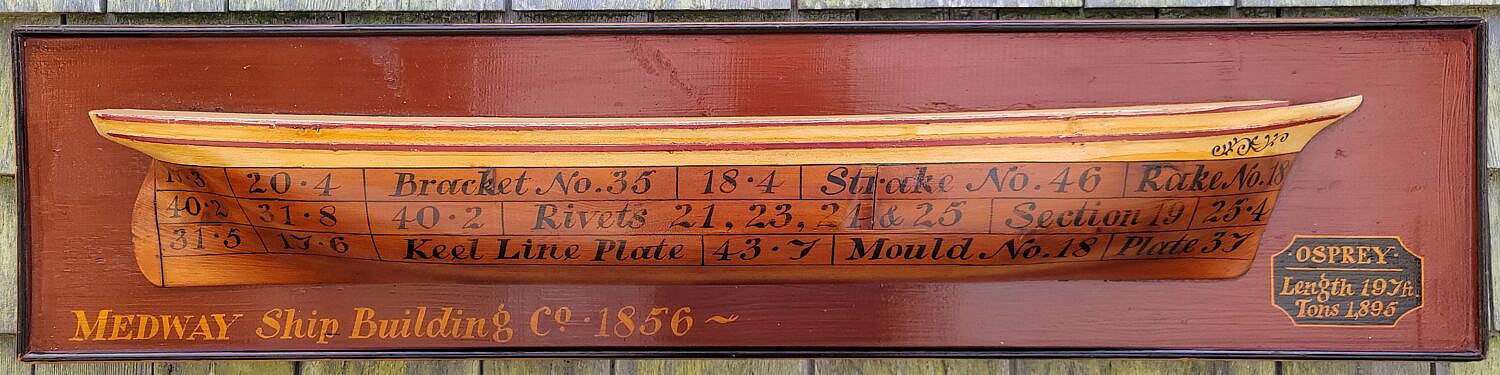 20·4 Bracket No.35 18·4 Strake No.46 Rake No.18
40·2 31·8 40·2 Rivets 21, 23, 24 & 25 Section 19 25·4
31·5 17·6 Keel Line Plate 43·7 Mould No.18 Plate 37
MEDWAY Ship Building Co · 1856 ~
·OSPREY·
Length 197ft
Tons 1,895